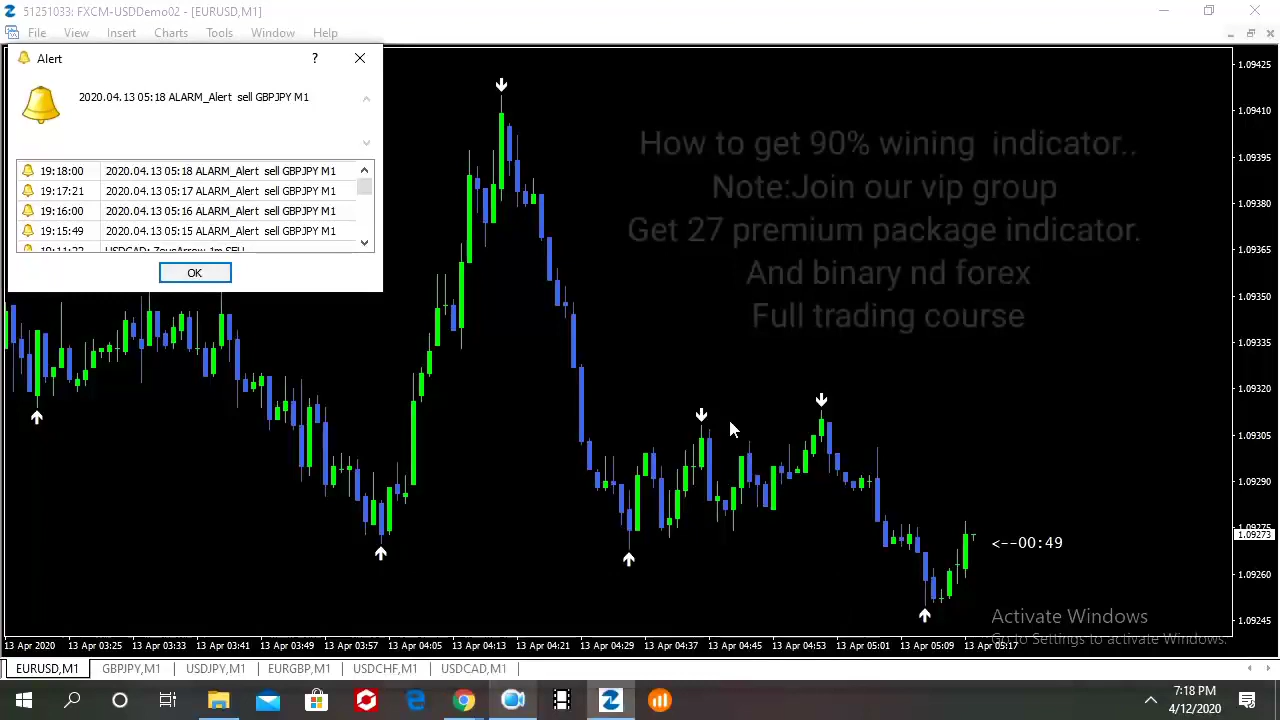 51251033: FXCM-USDDemo02 - [EURUSD,M1]
File View Insert Charts Tools Window Help
Alert
?
2020.04.13 05:18 ALARM_Alert sell GBPJPY M1
19:18:00 2020.04.13 05:18 ALARM_Alert sell GBPJPY M1
19:17:21 2020.04.13 05:17 ALARM_Alert sell GBPJPY M1
19:16:00 2020.04.13 05:16 ALARM_Alert sell GBPJPY M1
19:15:49 2020.04.13 05:15 ALARM_Alert sell GBPJPY M1
OK
How to get 90% wining indicator..
Note:Join our vip group
Get 27 premium package indicator.
And binary nd forex
Full trading course
1.09425
1.09410
1.09395
1.09380
1.09365
1.09350
1.09335
1.09320
1.09305
1.09290
1.09275
1.09273
1.09260
1.09245
<--00:49
Activate Windows
Go to Settings to activate Windows.
13 Apr 2020 13 Apr 03:25 13 Apr 03:33 13 Apr 03:41 13 Apr 03:49 13 Apr 03:57 13 Apr 04:05 13 Apr 04:13 13 Apr 04:21 13 Apr 04:29 13 Apr 04:37 13 Apr 04:45 13 Apr 04:53 13 Apr 05:01 13 Apr 05:09 13 Apr 05:17
EURUSD,M1 GBPJPY,M1 USDJPY,M1 EURGBP,M1 USDCHF,M1 USDCAD,M1
7:18 PM
4/12/2020